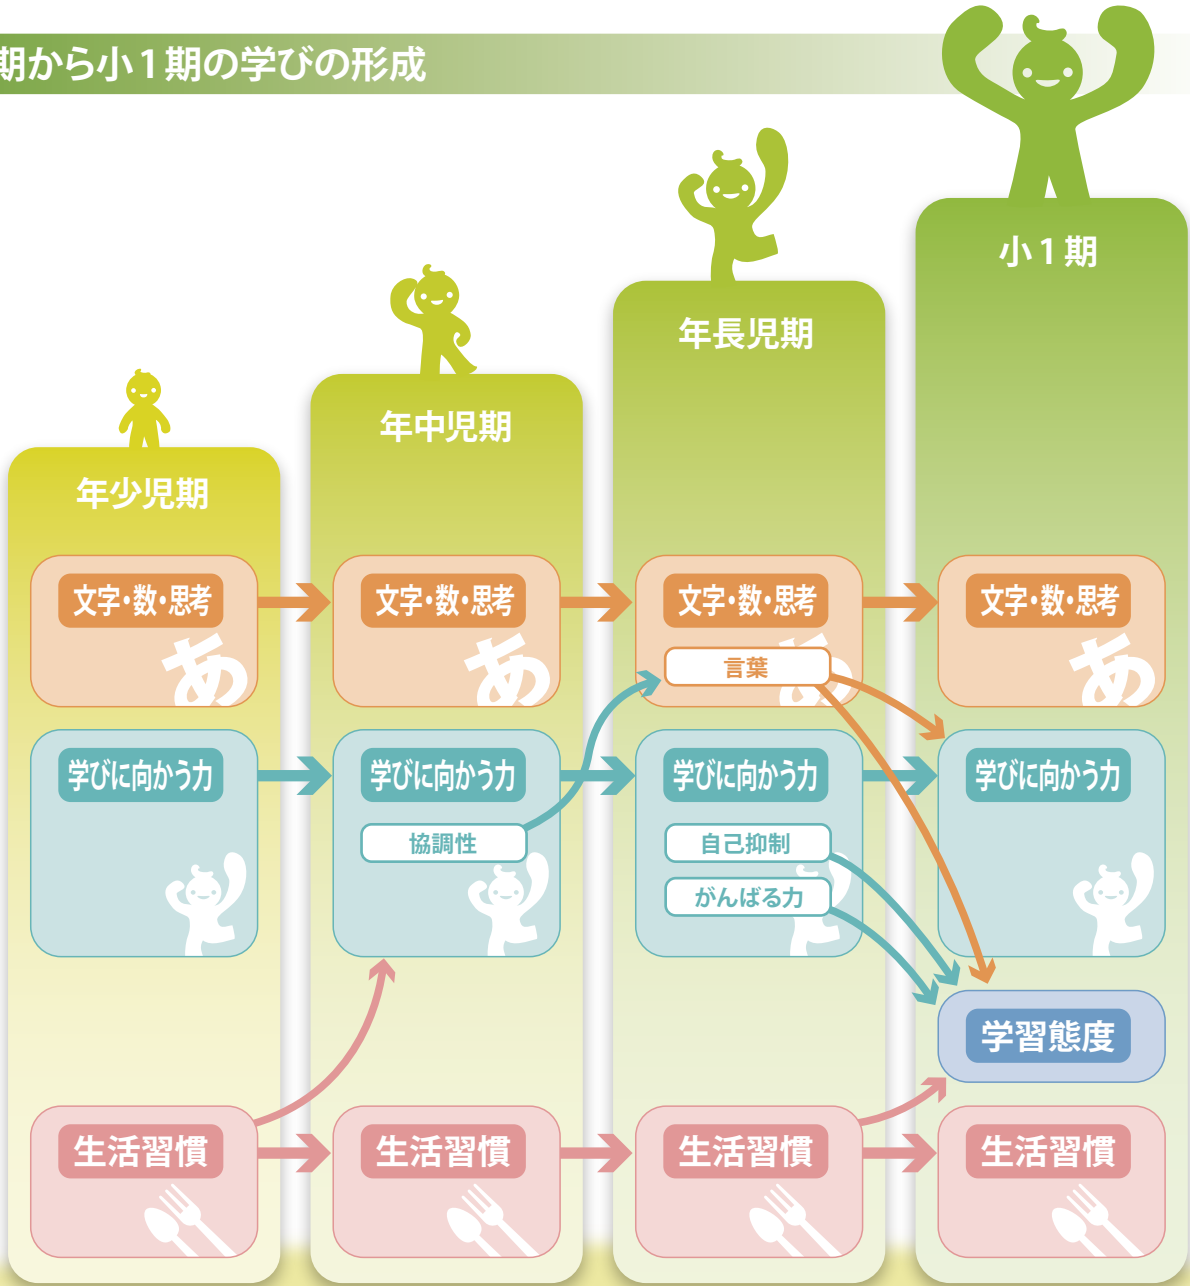 期から小1期の学びの形成
小1期
年長児期
年中児期
年少児期
文字・数・思考
文字・数・思考
文字・数・思考
文字・数・思考
あ
あ
あ
あ
言葉
学びに向かう力
学びに向かう力
学びに向かう力
学びに向かう力
協調性
自己抑制
がんばる力
学習態度
生活習慣
生活習慣
生活習慣
生活習慣